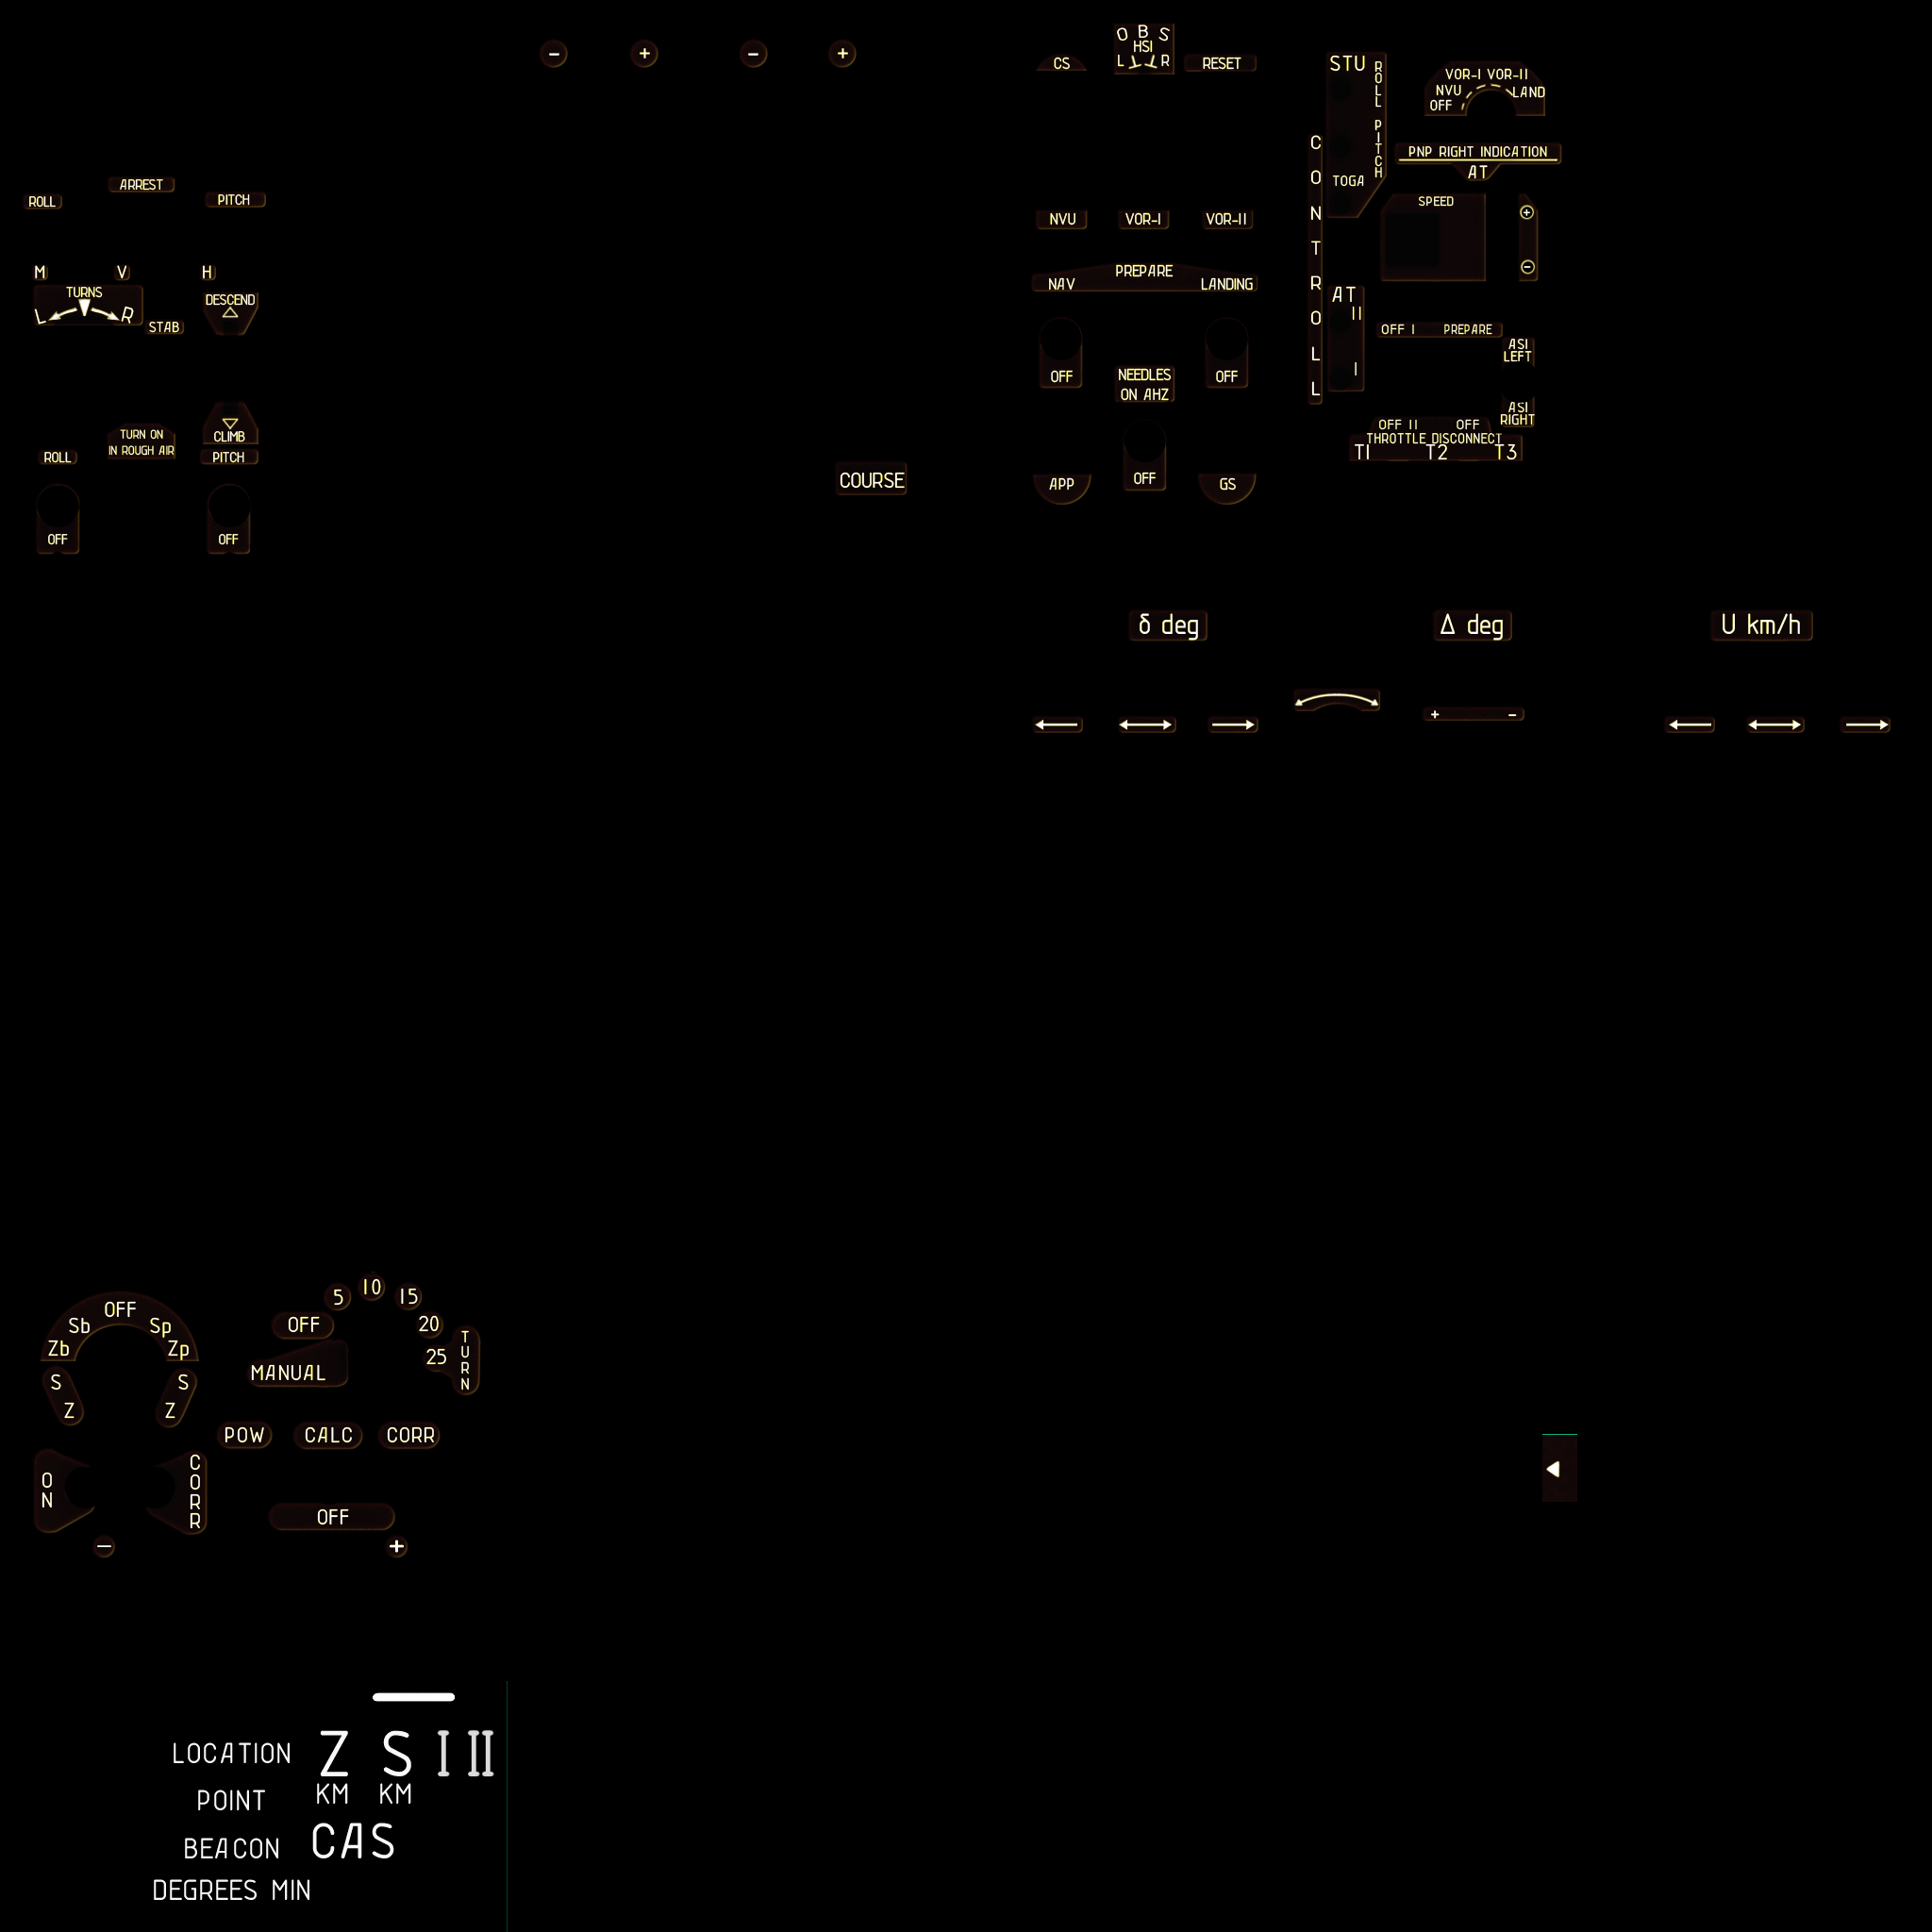 − + − +
O B S
HSI
L R
CS
RESET
STU
ROLL PITCH
TOGA
VOR-I VOR-II
NVU LAND
OFF
PNP RIGHT INDICATION
AT
SPEED
+
−
CONTROLL
ARREST
ROLL
PITCH
M V H
TURNS
L R
STAB
DESCEND
NVU VOR-I VOR-II
PREPARE
NAV LANDING
AT
II
I
OFF I PREPARE
ASI
LEFT
ASI
RIGHT
OFF II OFF
THROTTLE DISCONNECT
T1 T2 T3
OFF
NEEDLES
ON AHZ
OFF
OFF
APP
GS
TURN ON
IN ROUGH AIR
CLIMB
ROLL
PITCH
OFF
OFF
COURSE
δ deg
Δ deg
U km/h
+ −
OFF
Sb Sp
Zb Zp
S S
Z Z
ON
CORR
−
5 10 15
20
25
OFF
MANUAL
TURN
POW CALC CORR
OFF
+
LOCATION Z S I II
POINT KM KM
BEACON CAS
DEGREES MIN